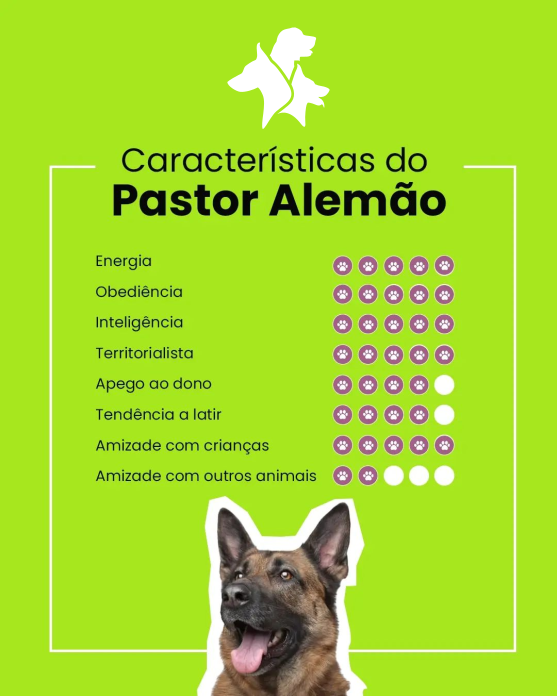 Características do
Pastor Alemão
Energia
Obediência
Inteligência
Territorialista
Apego ao dono
Tendência a latir
Amizade com crianças
Amizade com outros animais